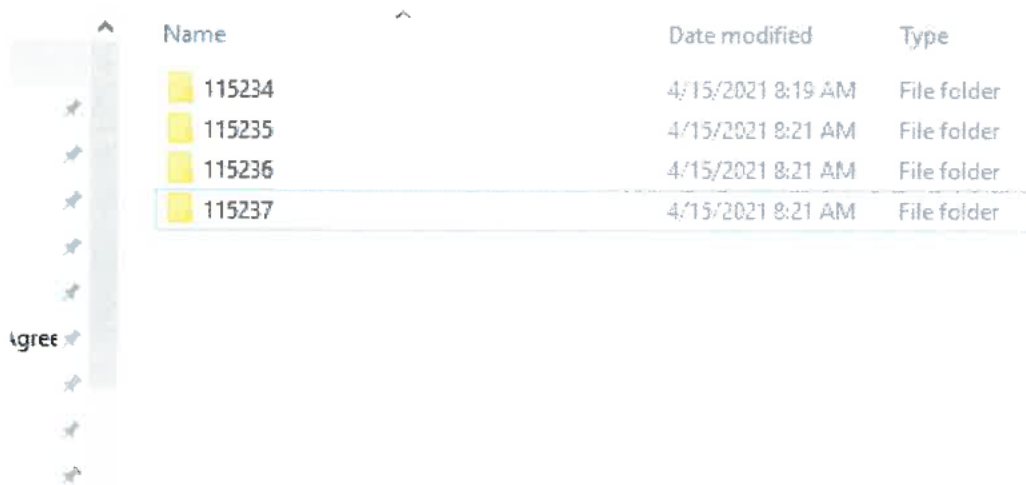 Name Date modified Type
115234 4/15/2021 8:19 AM File folder
115235 4/15/2021 8:21 AM File folder
115236 4/15/2021 8:21 AM File folder
115237 4/15/2021 8:21 AM File folder
Agree